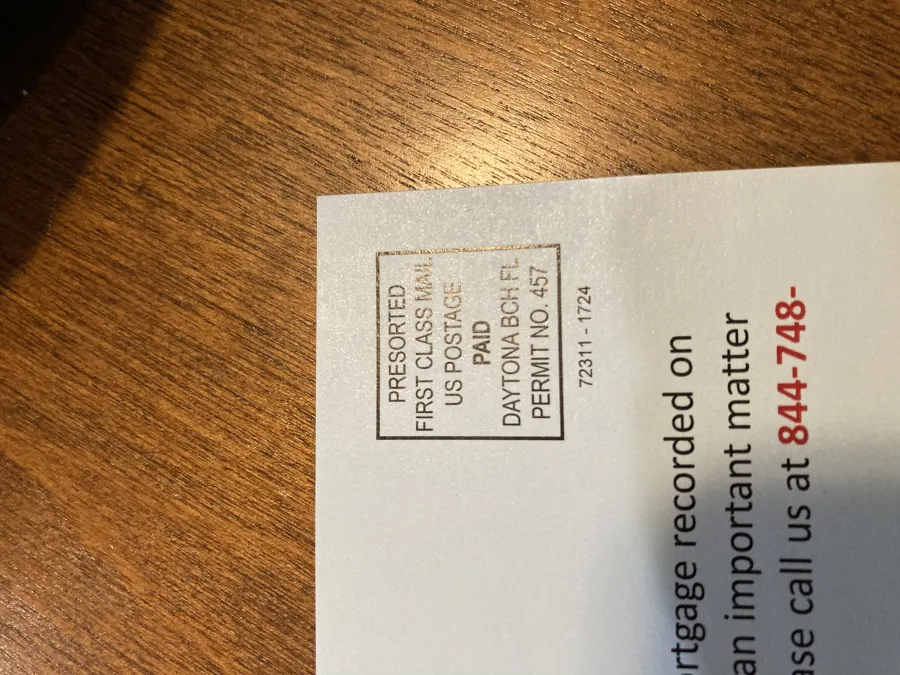 PRESORTED
FIRST CLASS MAIL
US POSTAGE
PAID
DAYTONA BCH FL
PERMIT NO. 457
72311 - 1724
ortgage recorded on
an important matter
ase call us at 844-748-